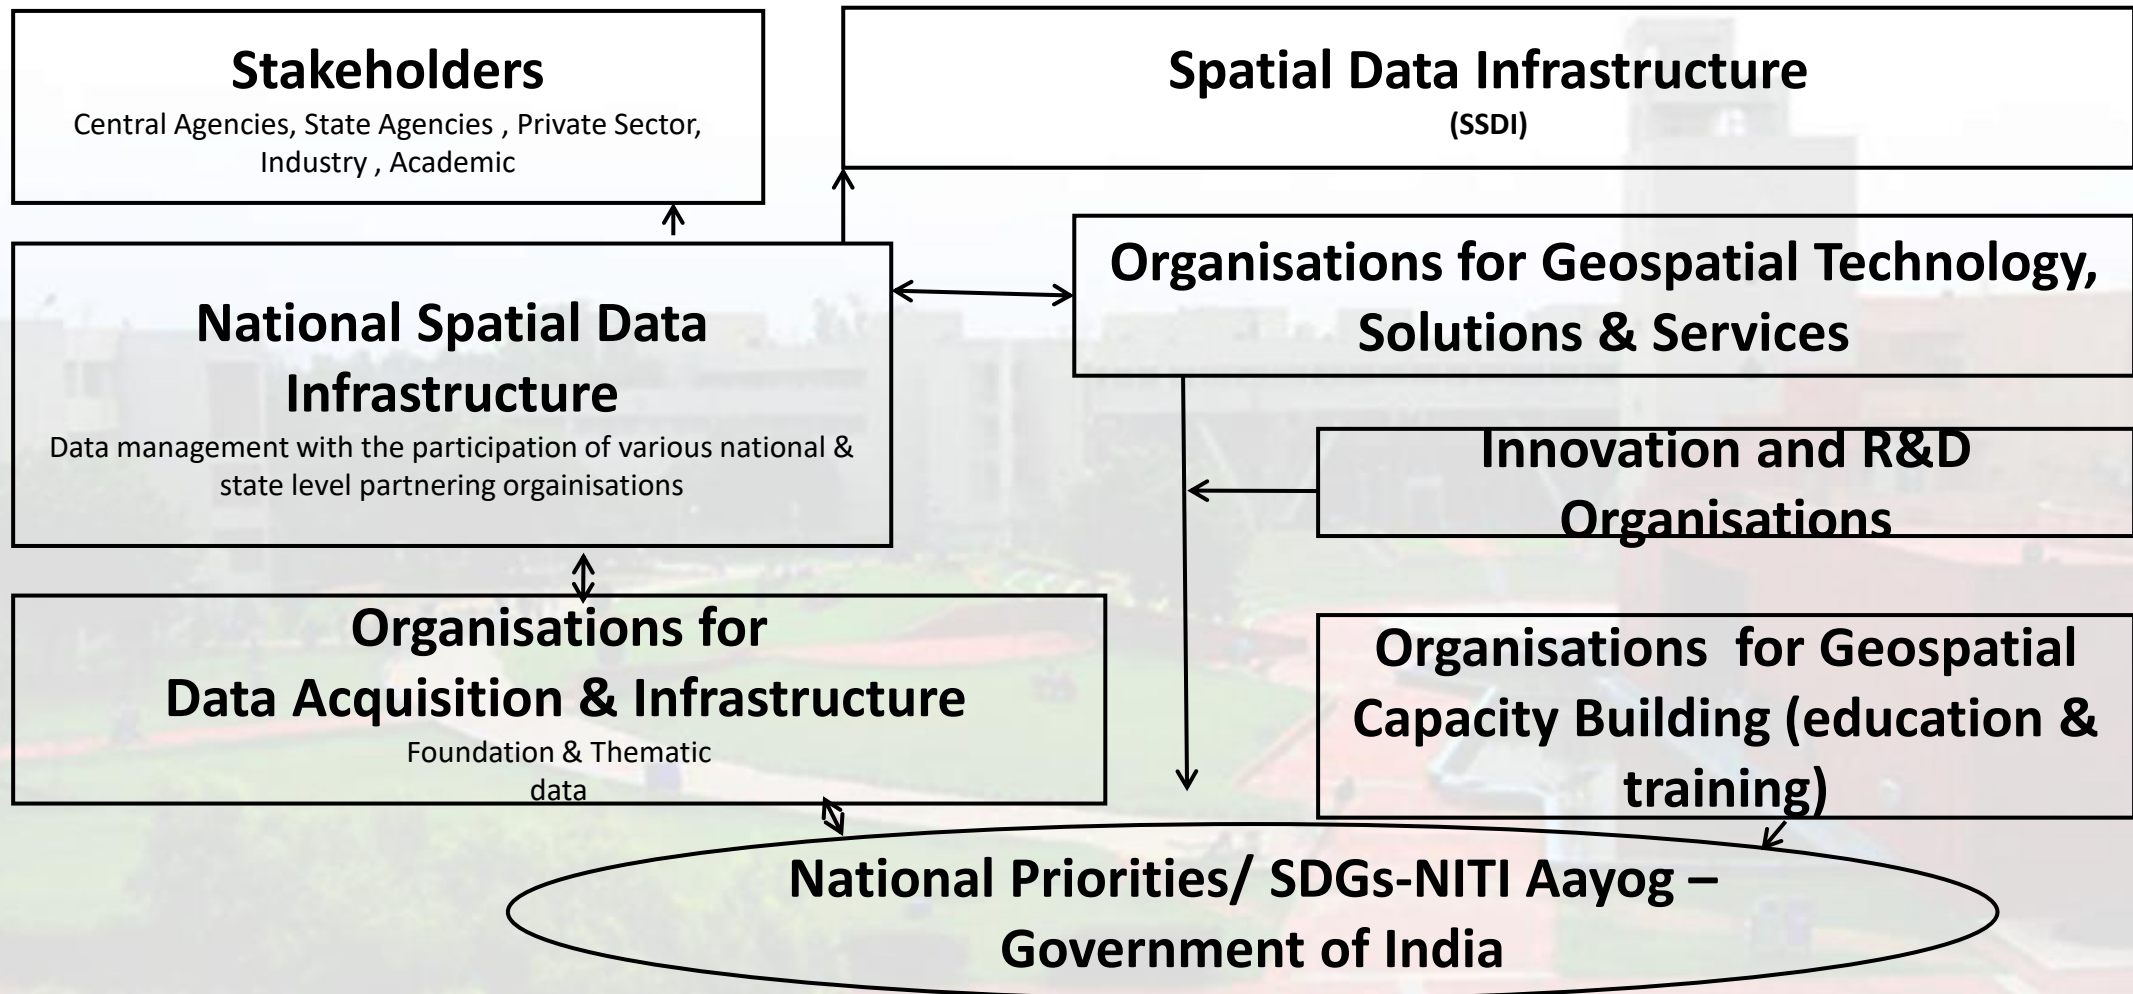 Stakeholders
Central Agencies, State Agencies , Private Sector,
Industry , Academic
Spatial Data Infrastructure
(SSDI)
National Spatial Data
Infrastructure
Data management with the participation of various national &
state level partnering orgainisations
Organisations for Geospatial Technology,
Solutions & Services
Innovation and R&D
Organisations
Organisations for
Data Acquisition & Infrastructure
Foundation & Thematic
data
Organisations for Geospatial
Capacity Building (education &
training)
National Priorities/ SDGs-NITI Aayog –
Government of India